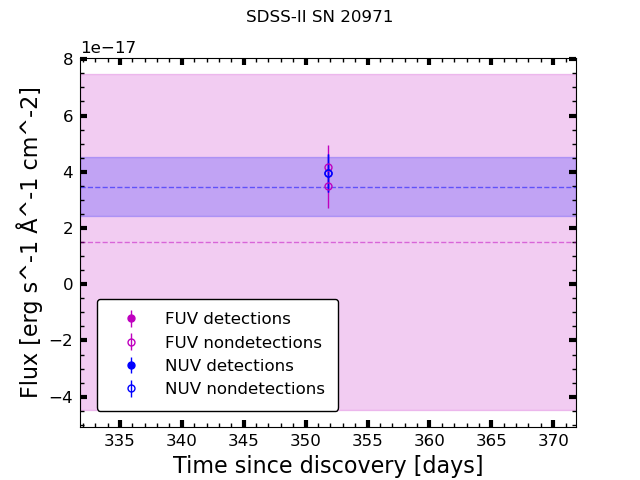 SDSS-II SN 20971
1e−17
8
6
4
2
0
−2
−4
Flux [erg s^-1 Å^-1 cm^-2]
FUV detections
FUV nondetections
NUV detections
NUV nondetections
335 340 345 350 355 360 365 370
Time since discovery [days]